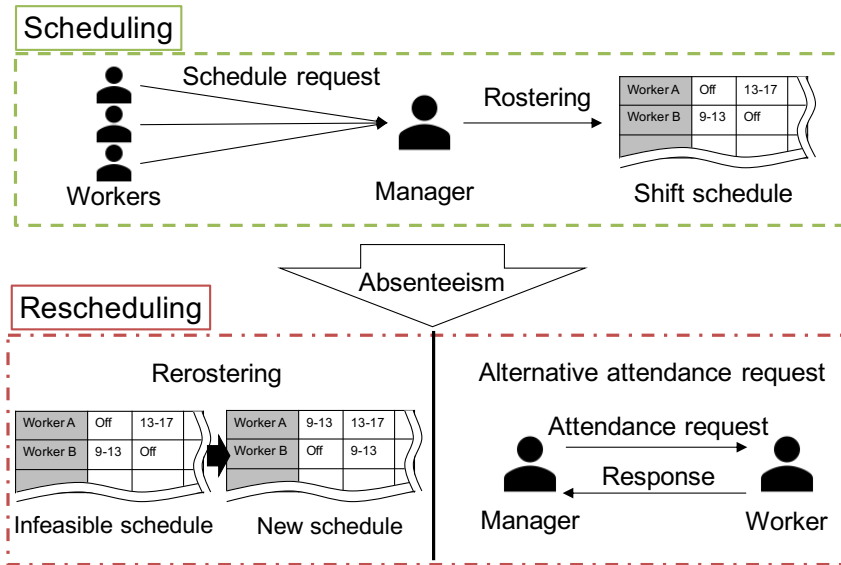 Scheduling
Schedule request
Workers
Manager
Rostering
Worker A Off 13-17
Worker B 9-13 Off
Shift schedule
Absenteeism
Rescheduling
Rerostering
Worker A Off 13-17
Worker B 9-13 Off
Infeasible schedule
Worker A 9-13 13-17
Worker B Off 9-13
New schedule
Alternative attendance request
Attendance request
Response
Manager
Worker